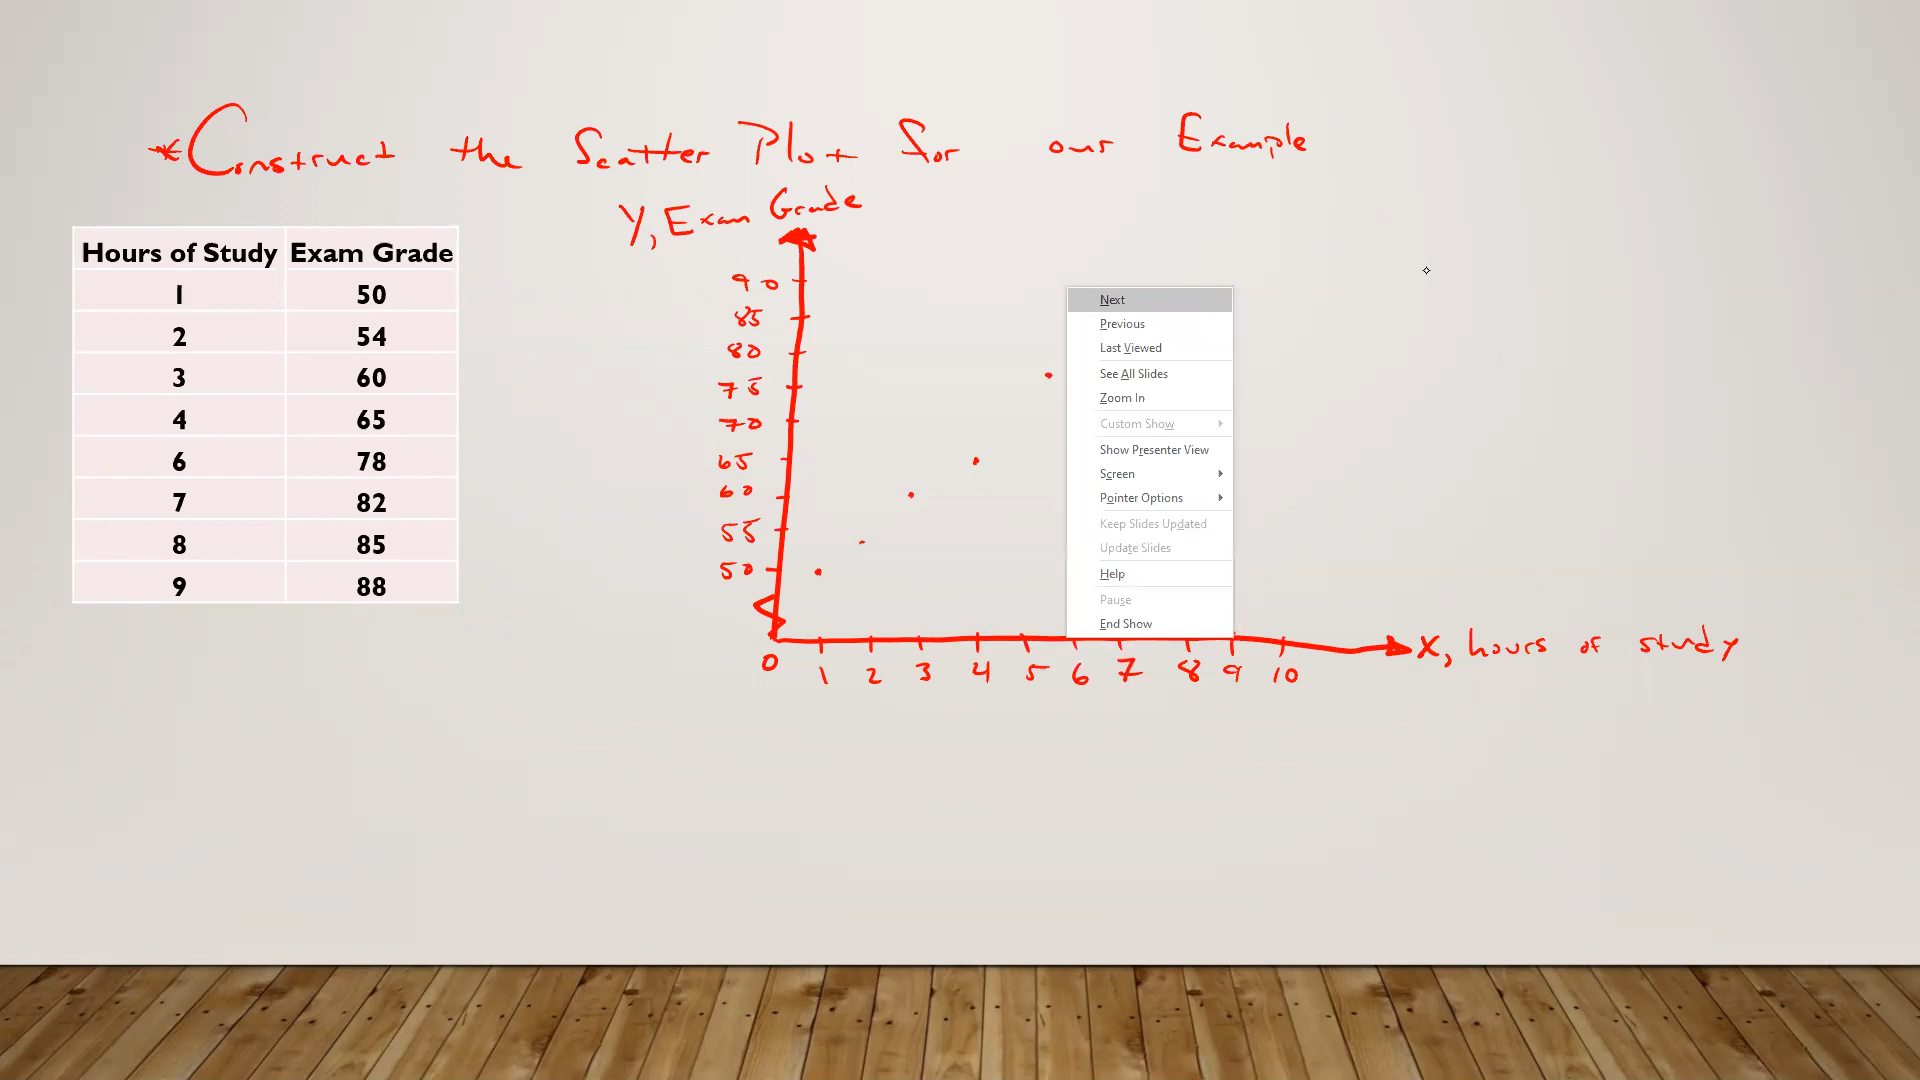 *Construct the Scatter Plot for our Example
Y, Exam Grade
Hours of Study Exam Grade
1 50
2 54
3 60
4 65
6 78
7 82
8 85
9 88
90
85
80
75
70
65
60
55
50
0 1 2 3 4 5 6 7 8 9 10
X, hours of study
Next
Previous
Last Viewed
See All Slides
Zoom In
Custom Show
Show Presenter View
Screen
Pointer Options
Keep Slides Updated
Update Slides
Help
Pause
End Show